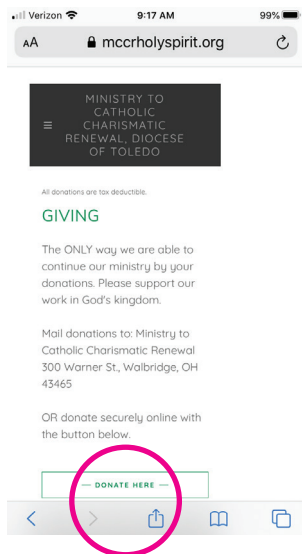 Verizon 9:17 AM 99%
AA mccrholyspirit.org
MINISTRY TO
CATHOLIC
CHARISMATIC
RENEWAL, DIOCESE
OF TOLEDO
All donations are tax deductible.
GIVING
The ONLY way we are able to
continue our ministry by your
donations. Please support our
work in God's kingdom.
Mail donations to: Ministry to
Catholic Charismatic Renewal
300 Warner St., Walbridge, OH
43465
OR donate securely online with
the button below.
— DONATE HERE —